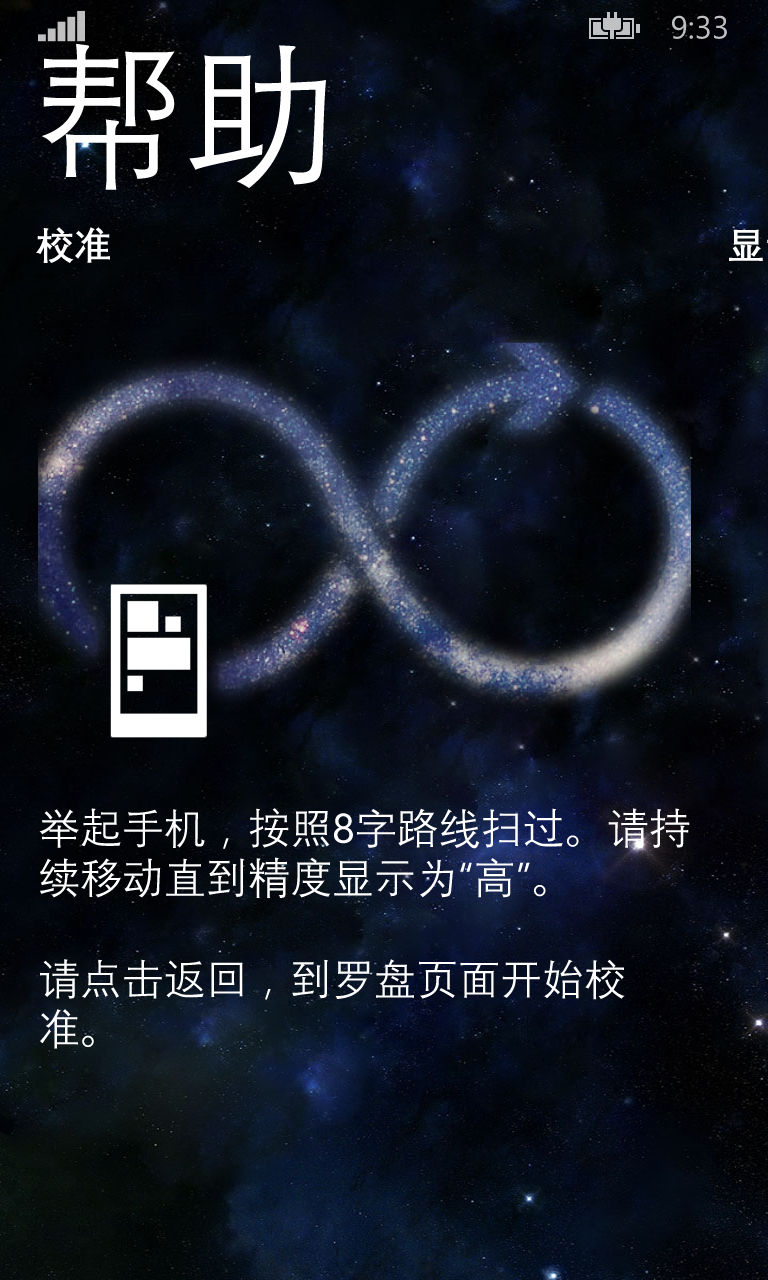 9:33
帮助
校准
显
举起手机，按照8字路线扫过。请持
续移动直到精度显示为“高”。
请点击返回，到罗盘页面开始校
准。